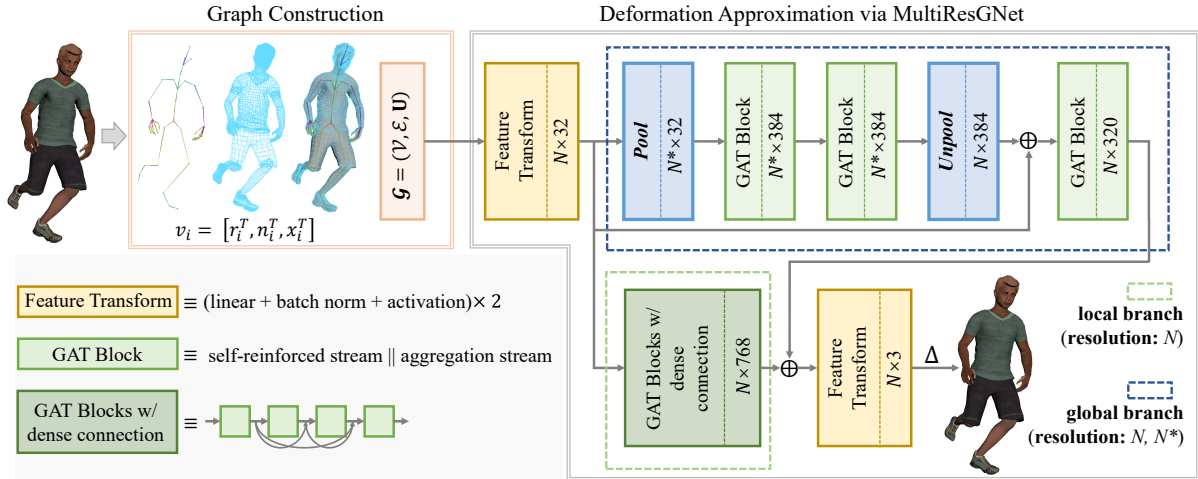 Graph Construction
Deformation Approximation via MultiResGNet
𝓖 = (𝒱, ℰ, 𝐔)
v_i = [r_i^T, n_i^T, x_i^T]
Feature
Transform
N×32
Pool
N*×32
GAT Block
N*×384
GAT Block
N*×384
Unpool
N×384
⊕
GAT Block
N×320
Feature Transform ≡ (linear + batch norm + activation)× 2
GAT Block ≡ self-reinforced stream || aggregation stream
GAT Blocks w/
dense connection ≡
GAT Blocks w/
dense
connection
N×768
⊕
Feature
Transform
N×3
Δ
local branch
(resolution: N)
global branch
(resolution: N, N*)